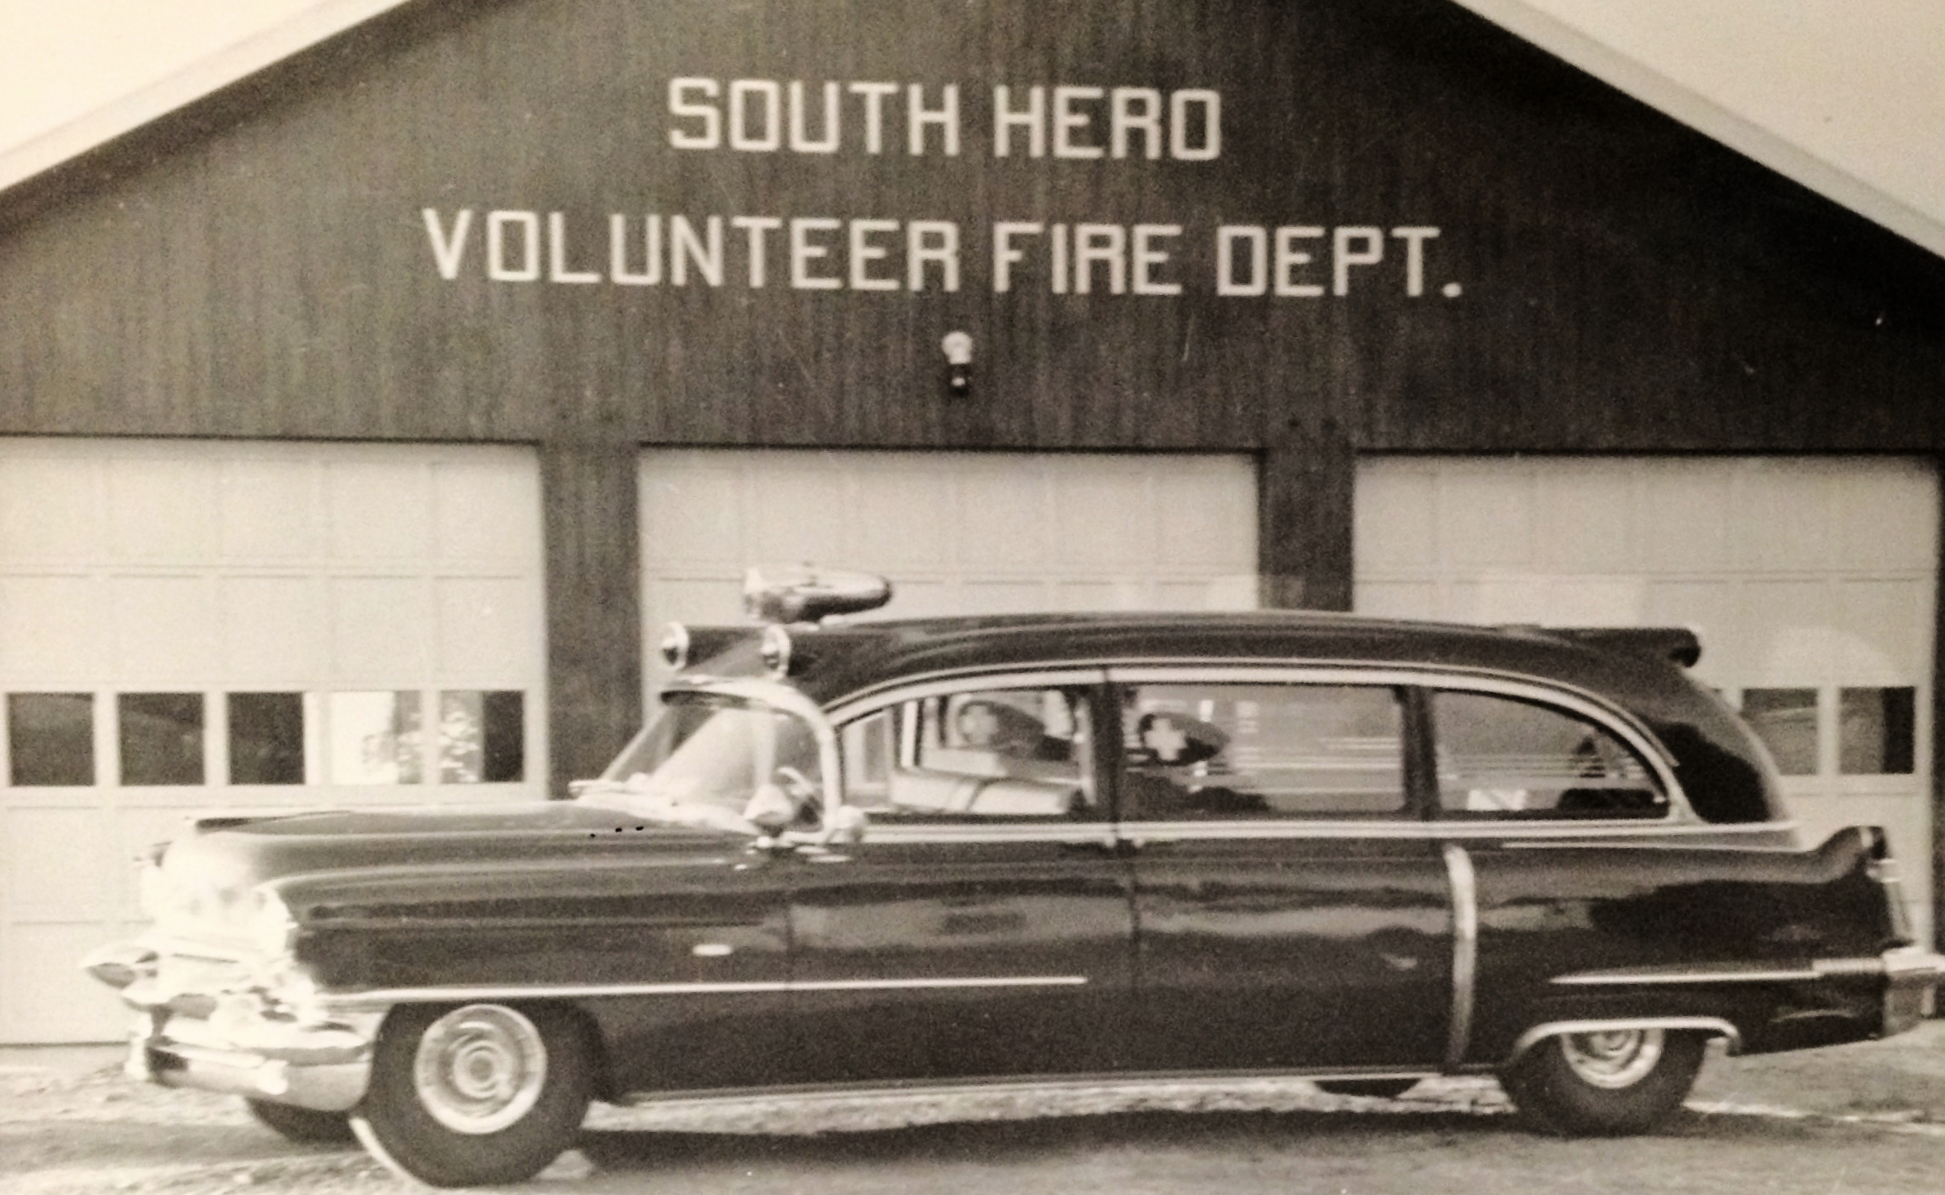 SOUTH HERO
VOLUNTEER FIRE DEPT.